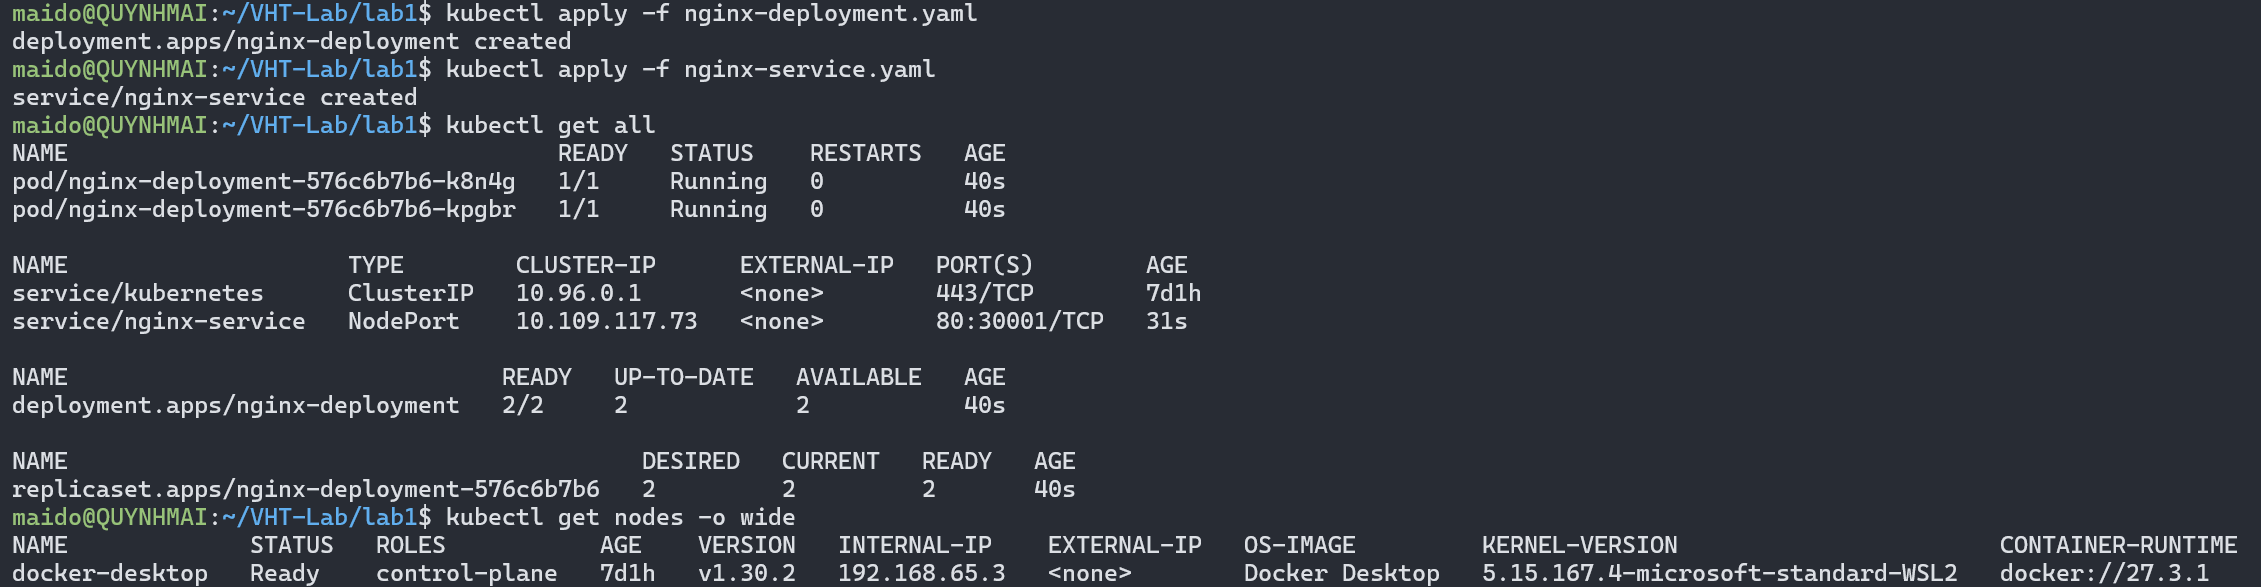 maido@QUYNHMAI:~/VHT-Lab/lab1$ kubectl apply -f nginx-deployment.yaml
deployment.apps/nginx-deployment created
maido@QUYNHMAI:~/VHT-Lab/lab1$ kubectl apply -f nginx-service.yaml
service/nginx-service created
maido@QUYNHMAI:~/VHT-Lab/lab1$ kubectl get all
NAME                                    READY   STATUS    RESTARTS   AGE
pod/nginx-deployment-576c6b7b6-k8n4g   1/1     Running   0          40s
pod/nginx-deployment-576c6b7b6-kpgbr   1/1     Running   0          40s

NAME                    TYPE        CLUSTER-IP      EXTERNAL-IP   PORT(S)        AGE
service/kubernetes      ClusterIP   10.96.0.1       <none>        443/TCP        7d1h
service/nginx-service   NodePort    10.109.117.73   <none>        80:30001/TCP   31s

NAME                               READY   UP-TO-DATE   AVAILABLE   AGE
deployment.apps/nginx-deployment   2/2     2            2           40s

NAME                                         DESIRED   CURRENT   READY   AGE
replicaset.apps/nginx-deployment-576c6b7b6   2         2         2       40s
maido@QUYNHMAI:~/VHT-Lab/lab1$ kubectl get nodes -o wide
NAME             STATUS   ROLES           AGE    VERSION   INTERNAL-IP    EXTERNAL-IP   OS-IMAGE         KERNEL-VERSION                       CONTAINER-RUNTIME
docker-desktop   Ready    control-plane   7d1h   v1.30.2   192.168.65.3   <none>        Docker Desktop   5.15.167.4-microsoft-standard-WSL2   docker://27.3.1